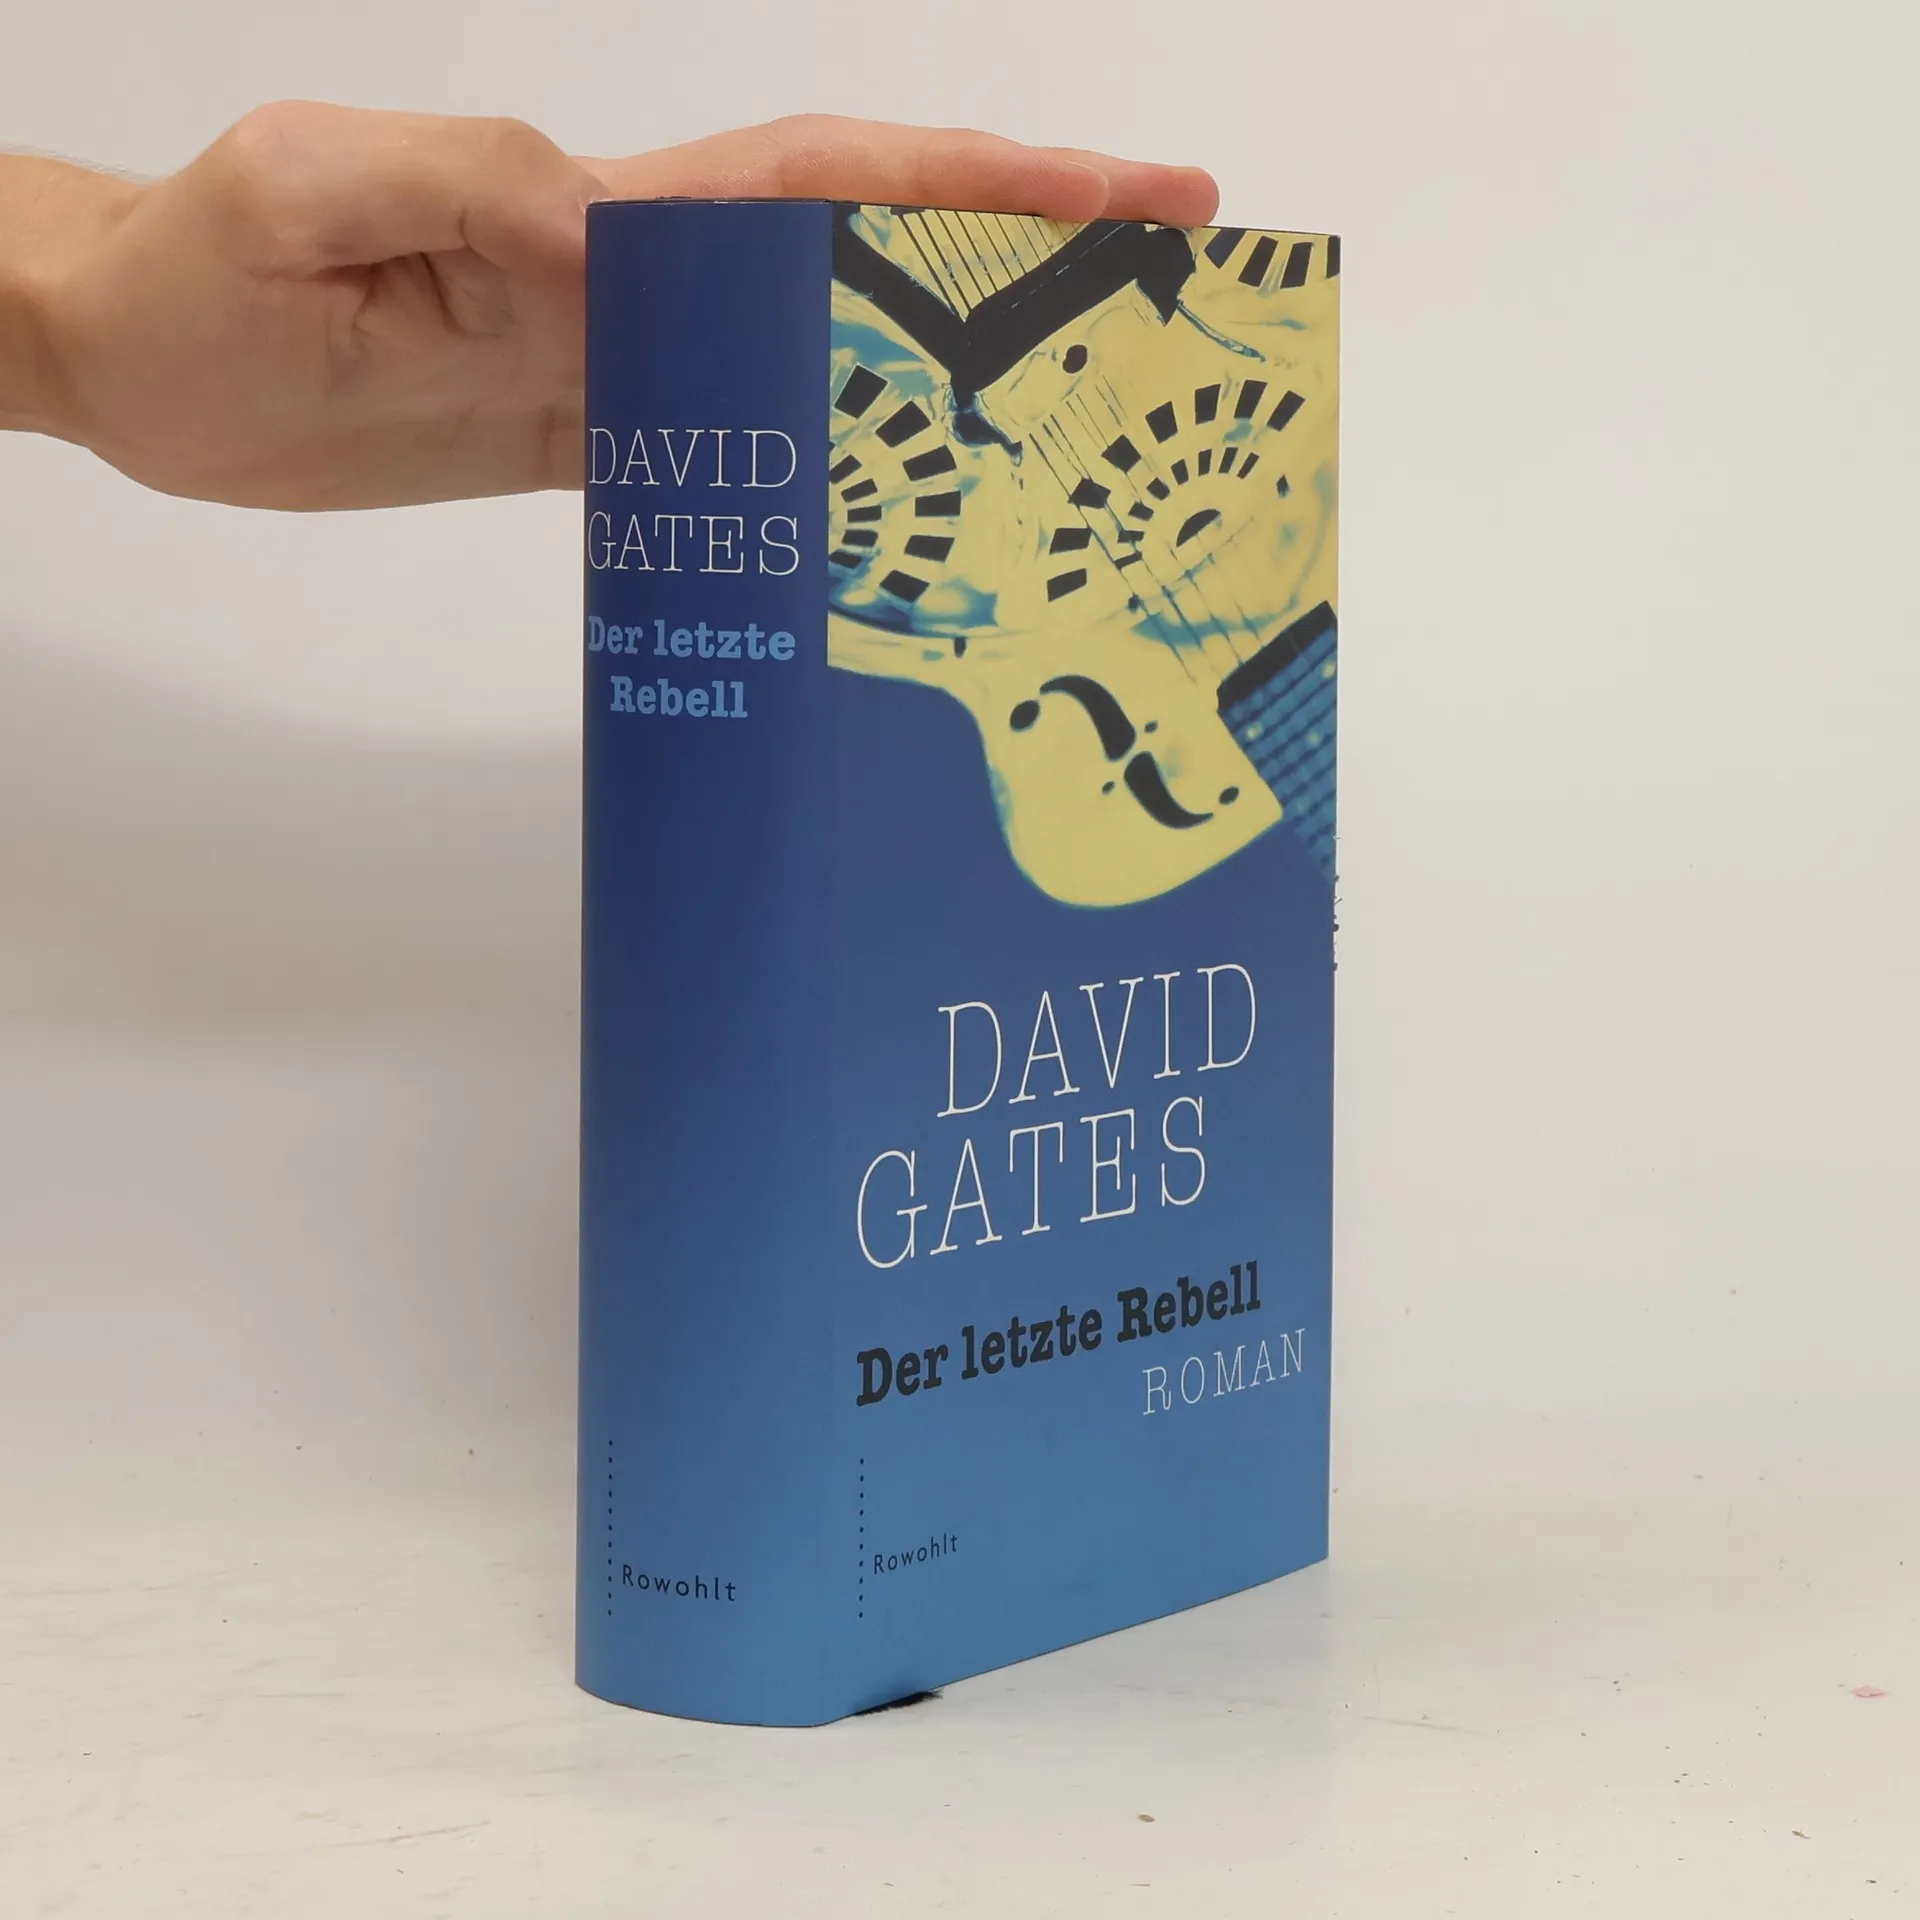 DAVID
GATES
Der letzte
Rebell
Rowohlt
DAVID
GATES
Der letzte Rebell
ROMAN
Rowohlt